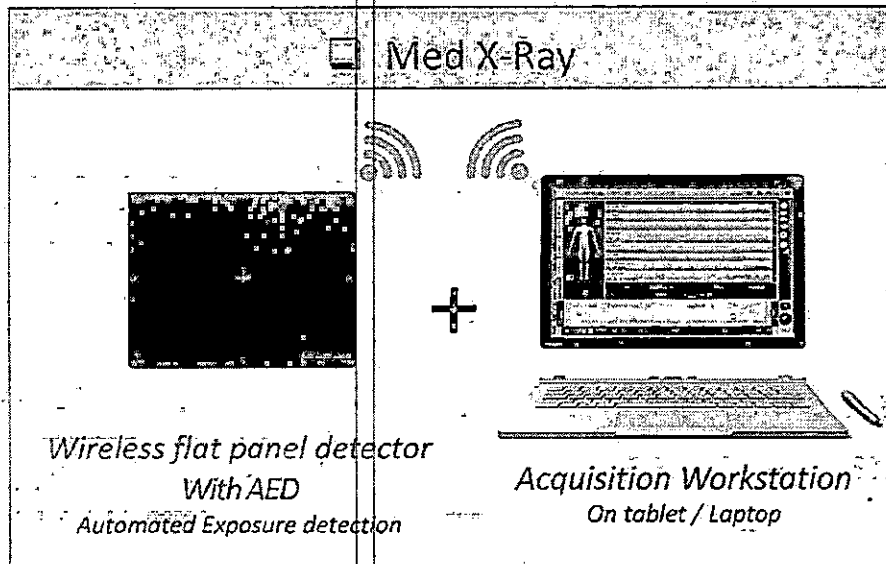 Med X-Ray
Wireless flat panel detector
With AED
Automated Exposure detection
Acquisition Workstation
On tablet / Laptop